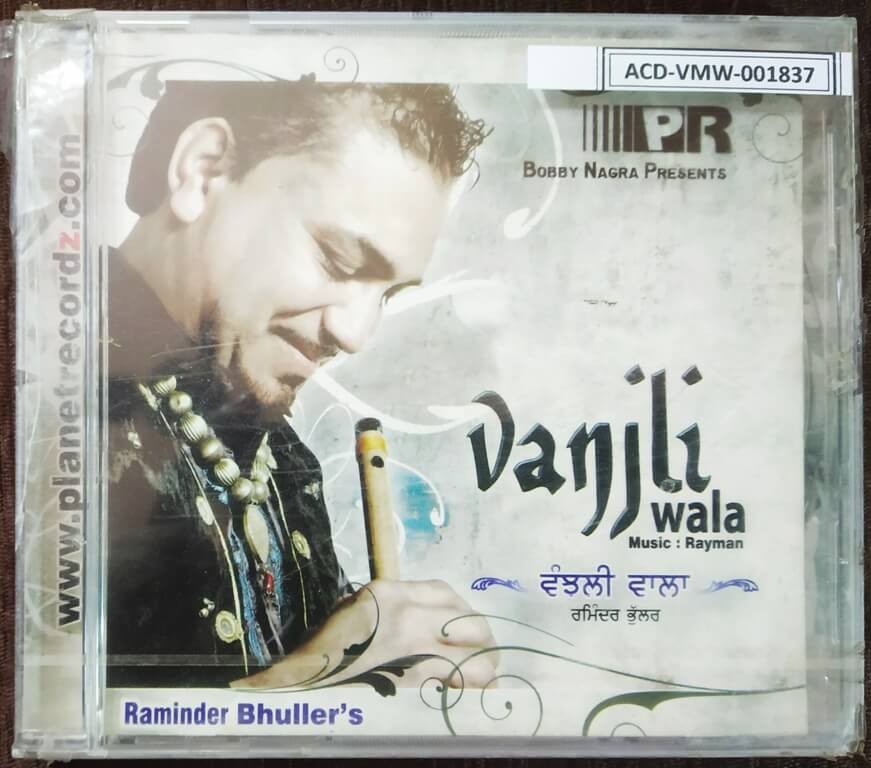 ACD-VMW-001837
PR
BOBBY NAGRA PRESENTS
www.planetrecordz.com
Vanjli
wala
Music : Rayman
ਵੰਝਲੀ ਵਾਲਾ
ਰਮਿੰਦਰ ਭੁੱਲਰ
Raminder Bhuller's